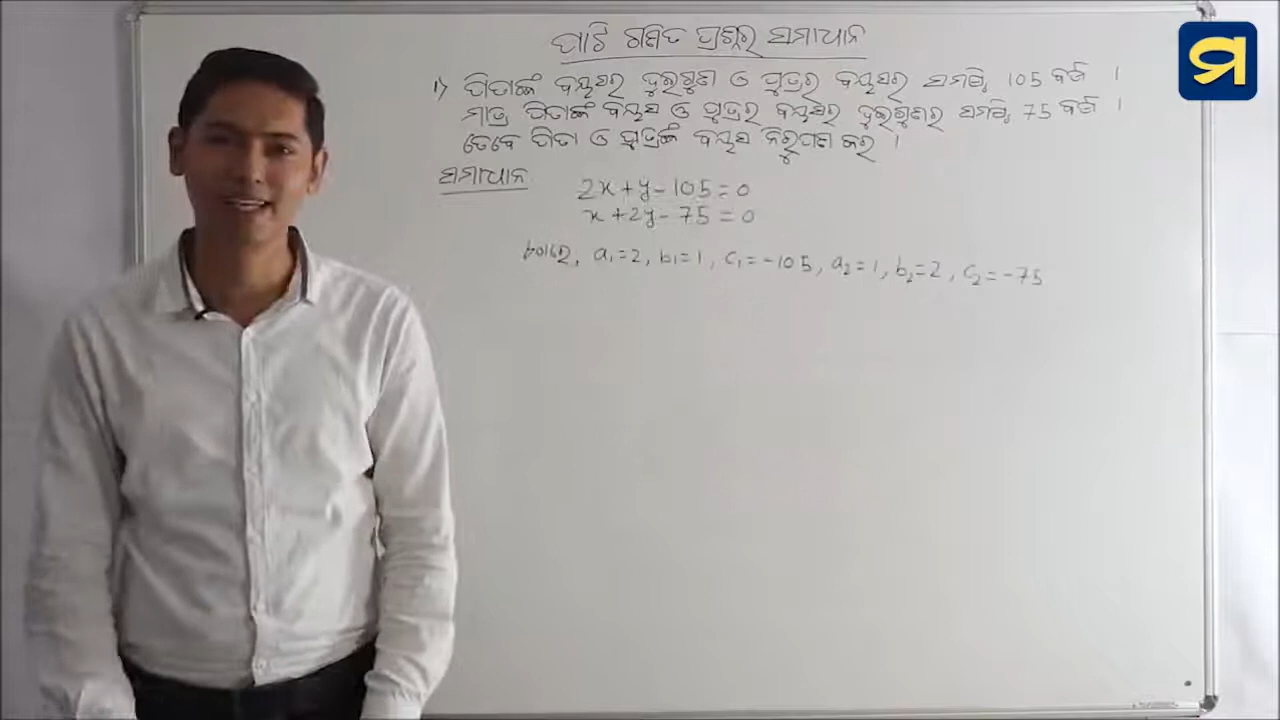 ପାଟି ଗଣିତ ପ୍ରଶ୍ନର ସମାଧାନ
ମ
1) ପିତାଙ୍କ ବୟସର ଦୁଇଗୁଣ ଓ ପୁତ୍ରର ବୟସର ସମଷ୍ଟି 105 ବର୍ଷ ।
ମାତ୍ର ପିତାଙ୍କ ବୟସ ଓ ପୁତ୍ରର ବୟସର ଦୁଇଗୁଣର ସମଷ୍ଟି 75 ବର୍ଷ ।
ତେବେ ପିତା ଓ ପୁତ୍ରଙ୍କ ବୟସ ନିରୂପଣ କର ।
ସମାଧାନ
2x + y - 105 = 0
x + 2y - 75 = 0
ଏଠାରେ, a₁ = 2, b₁ = 1, c₁ = -105, a₂ = 1, b₂ = 2, c₂ = -75